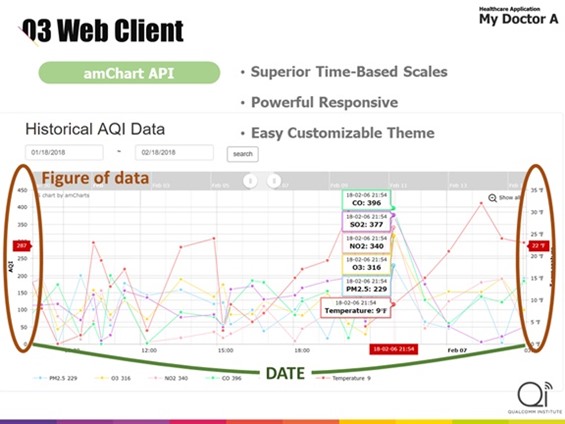 Healthcare Application
My Doctor A
03 Web Client
amChart API
• Superior Time-Based Scales
• Powerful Responsive
• Easy Customizable Theme
Historical AQI Data
01/18/2018 - 02/18/2018 search
Figure of data
chart by amCharts
Show all
Feb 03
Feb 05
Feb 11
Feb 13
450
400
350
300
287
250
200
150
100
50
0
AQI
35 °F
30 °F
25 °F
22 °F
20 °F
15 °F
10 °F
5 °F
18-02-06 21:54
CO: 396
18-02-06 21:54
SO2: 377
18-02-06 21:54
NO2: 340
18-02-06 21:54
O3: 316
18-02-06 21:54
PM2.5: 229
18-02-06 21:54
Temperature: 9°F
12:00
15:00
18:00
18-02-06 21:54
Feb 07
DATE
PM2.5 229
O3 316
NO2 340
CO 396
SO2 377
Temperature 9
Qi
QUALCOMM INSTITUTE